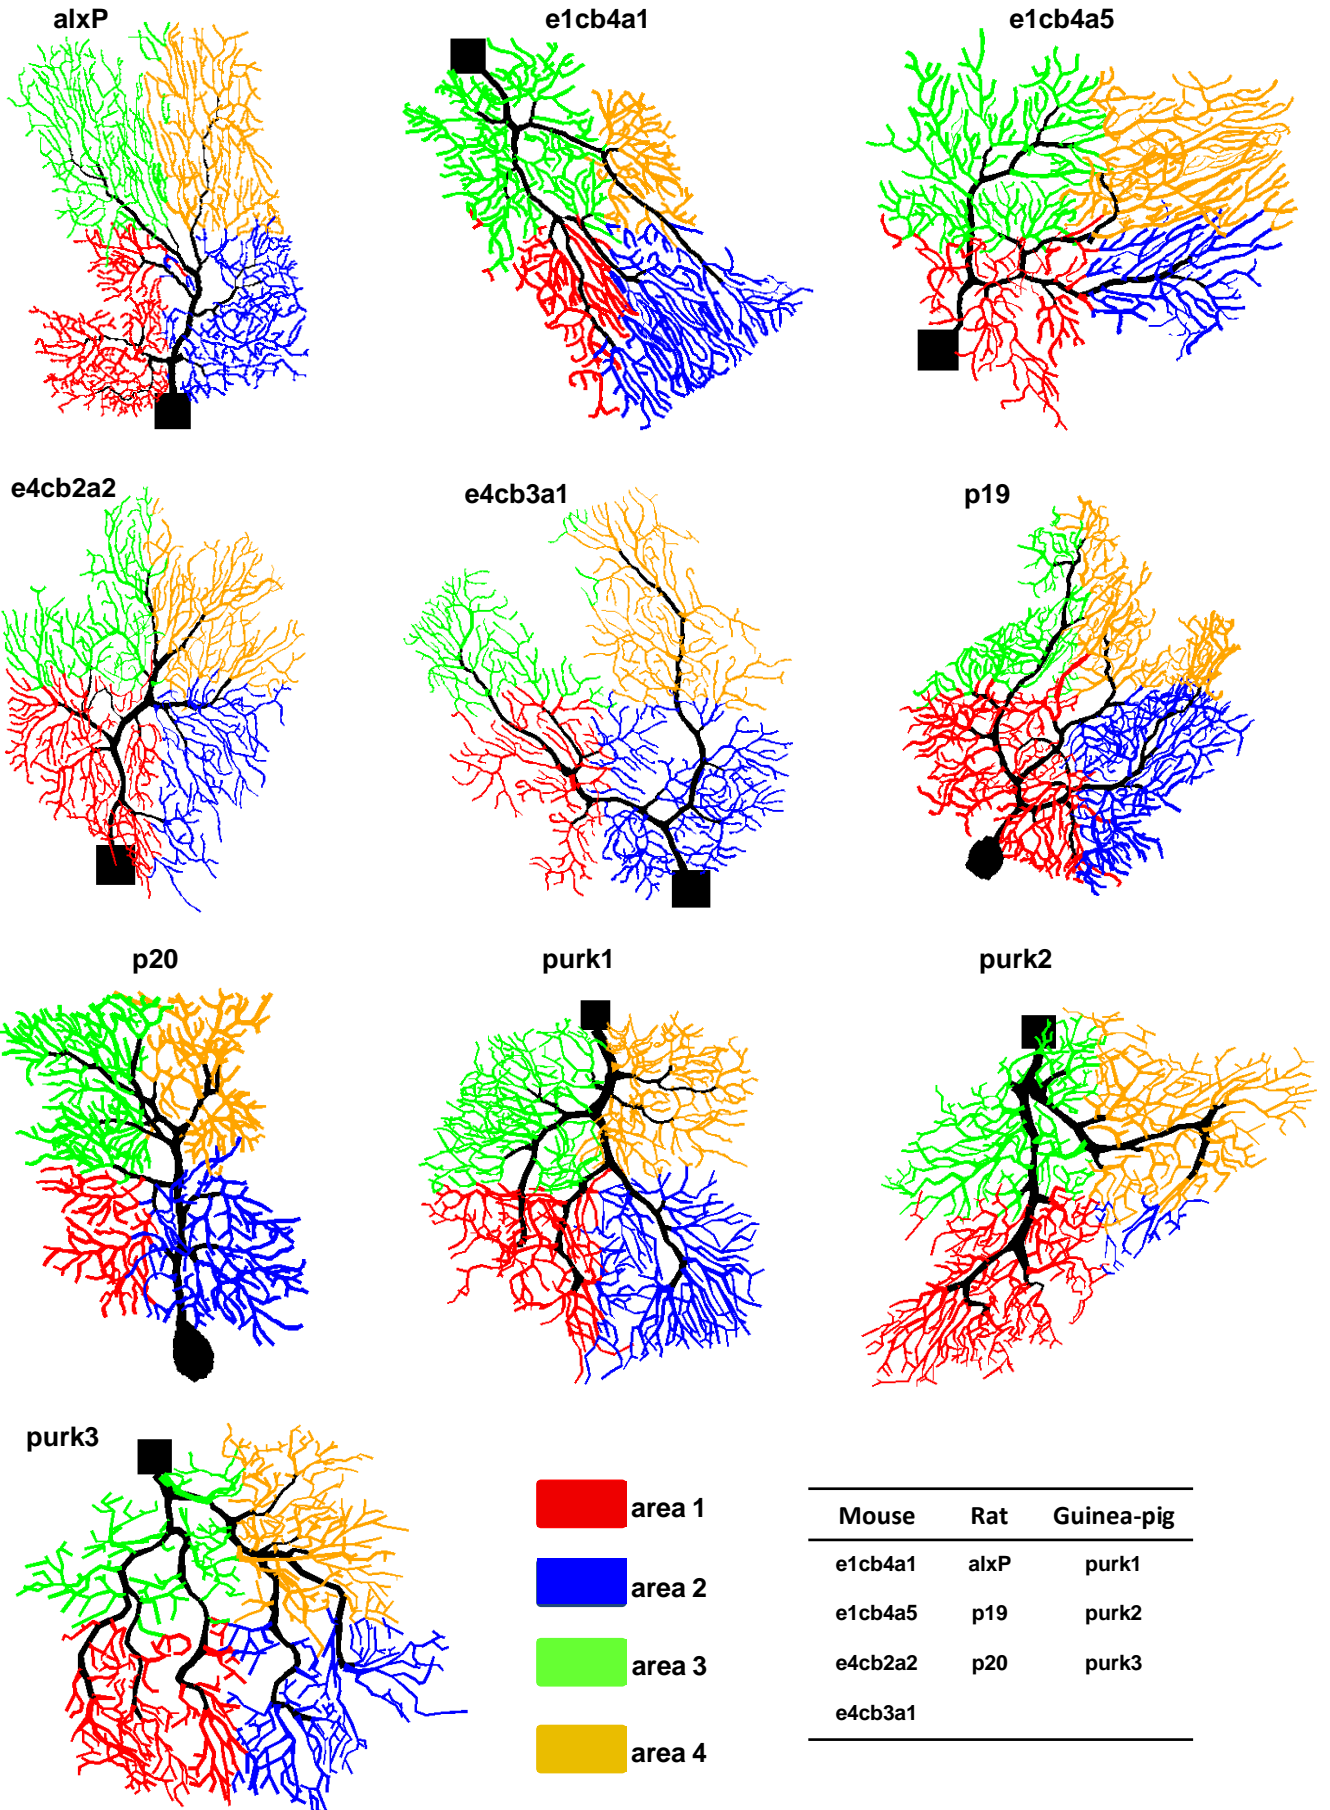 alxP
e1cb4a1
e1cb4a5
e4cb2a2
e4cb3a1
p19
p20
purk1
purk2
purk3
area 1
area 2
area 3
area 4
Mouse Rat Guinea-pig
e1cb4a1 alxP purk1
e1cb4a5 p19 purk2
e4cb2a2 p20 purk3
e4cb3a1